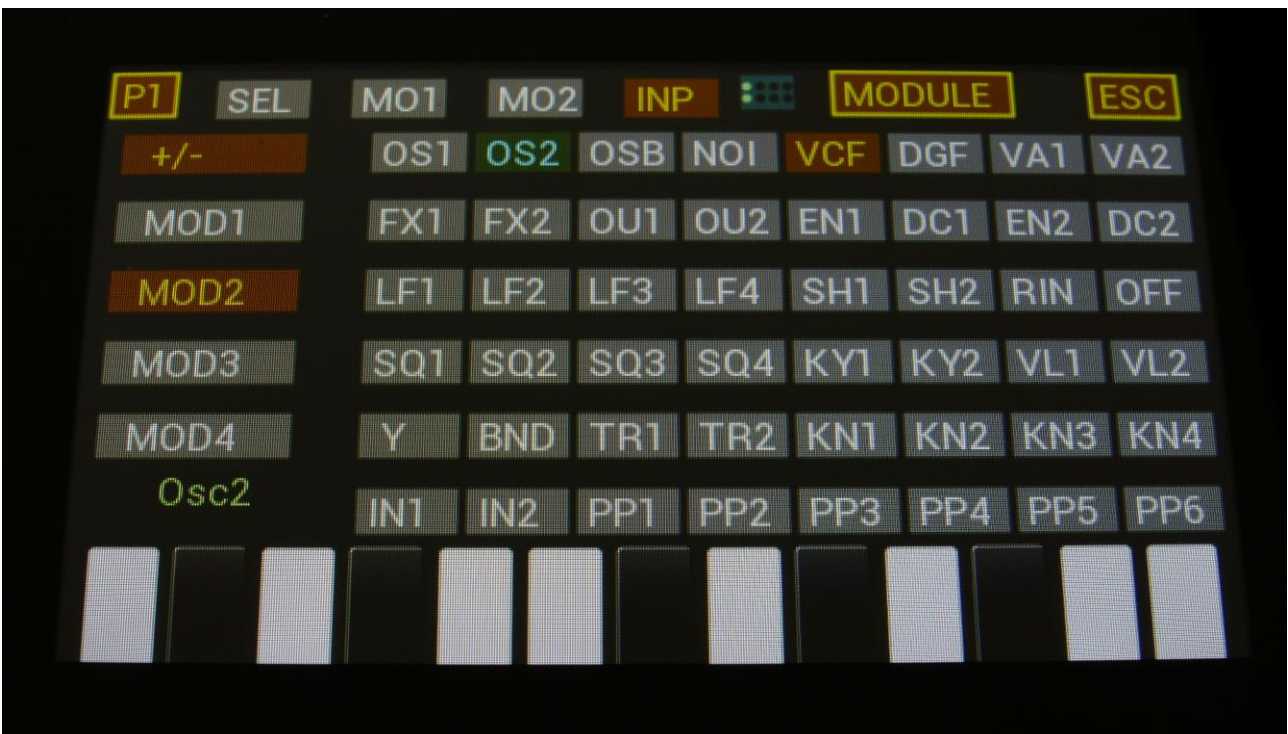 P1 SEL MO1 MO2 INP MODULE ESC
+/- OS1 OS2 OSB NOI VCF DGF VA1 VA2
MOD1 FX1 FX2 OU1 OU2 EN1 DC1 EN2 DC2
MOD2 LF1 LF2 LF3 LF4 SH1 SH2 RIN OFF
MOD3 SQ1 SQ2 SQ3 SQ4 KY1 KY2 VL1 VL2
MOD4 Y BND TR1 TR2 KN1 KN2 KN3 KN4
Osc2 IN1 IN2 PP1 PP2 PP3 PP4 PP5 PP6